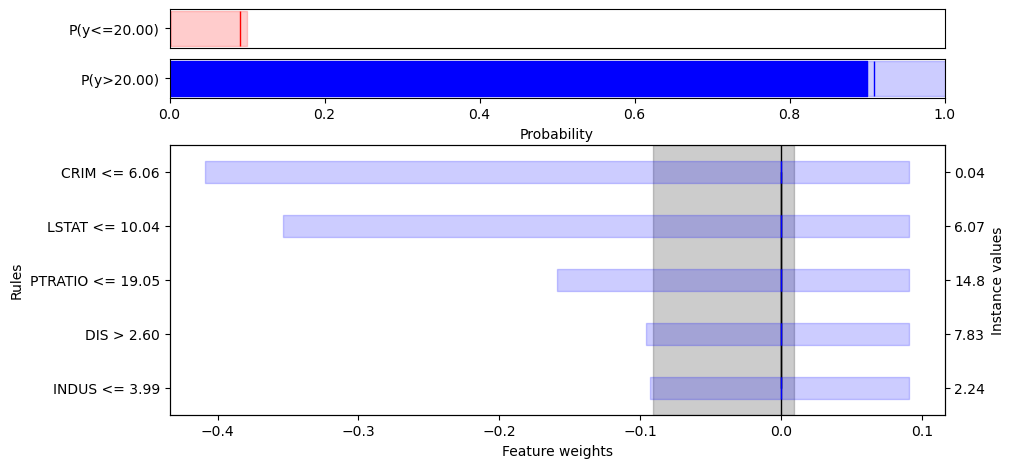 P(y<=20.00)
P(y>20.00)
0.0 0.2 0.4 0.6 0.8 1.0
Probability
Rules
CRIM <= 6.06 0.04
LSTAT <= 10.04 6.07
PTRATIO <= 19.05 14.8
DIS > 2.60 7.83
INDUS <= 3.99 2.24
Instance values
−0.4 −0.3 −0.2 −0.1 0.0 0.1
Feature weights